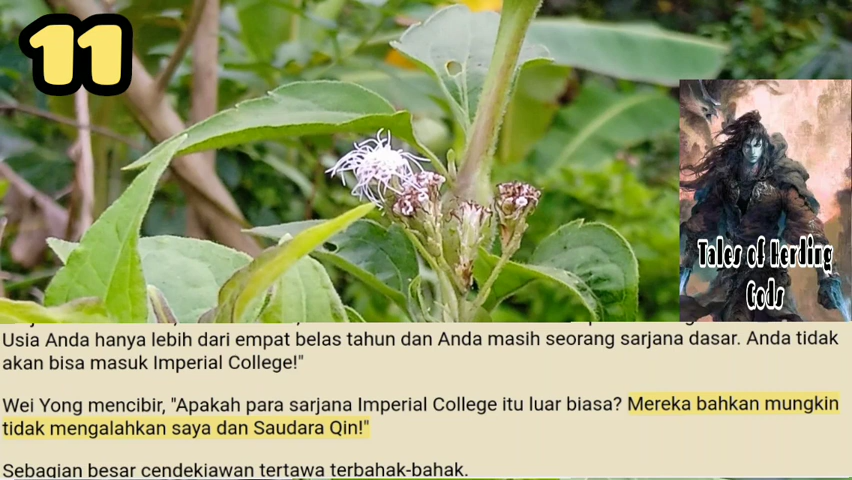 11
Tales of Herding
Gods
Usia Anda hanya lebih dari empat belas tahun dan Anda masih seorang sarjana dasar. Anda tidak
akan bisa masuk Imperial College!"
Wei Yong mencibir, "Apakah para sarjana Imperial College itu luar biasa? Mereka bahkan mungkin
tidak mengalahkan saya dan Saudara Qin!"
Sebagian besar cendekiawan tertawa terbahak-bahak.